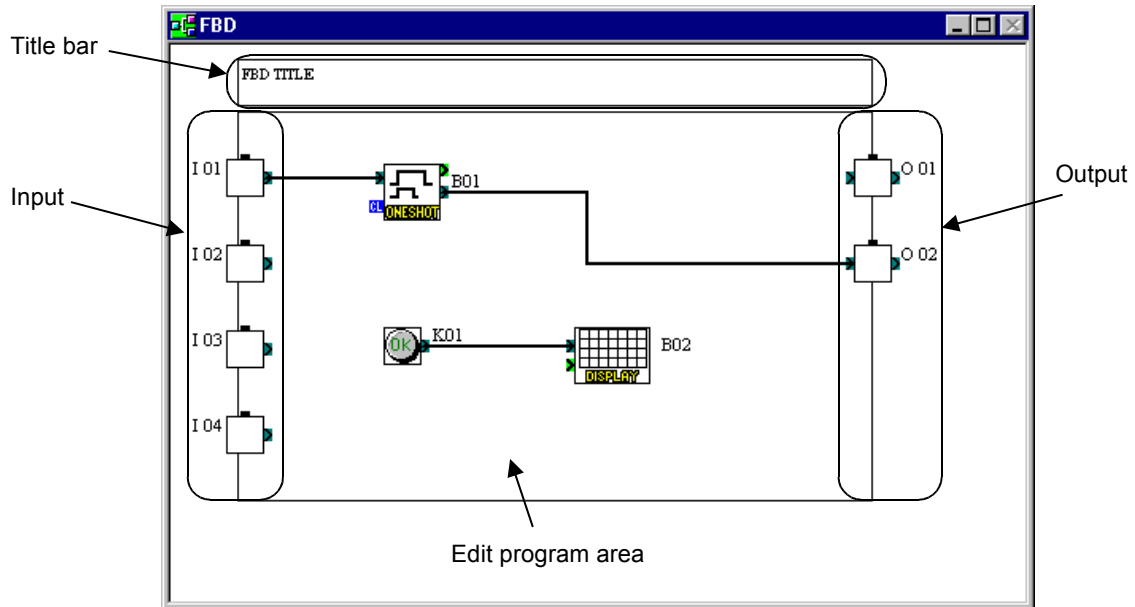 FBD
Title bar
FBD TITLE
I 01
B01
O 01
Output
Input
CL
ONESHOT
I 02
O 02
I 03
OK
K01
B02
DISPLAY
I 04
Edit program area